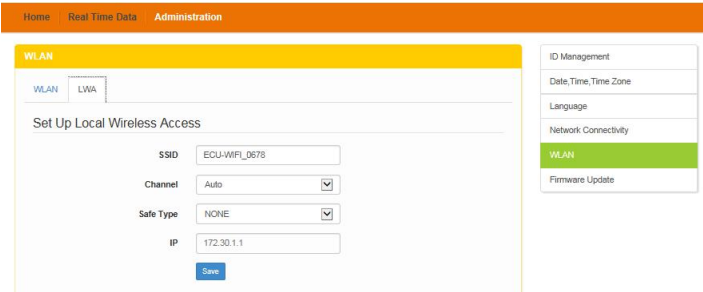 Home Real Time Data Administration
WLAN
WLAN LWA
Set Up Local Wireless Access
SSID ECU-WIFI_0678
Channel Auto
Safe Type NONE
IP 172.30.1.1
Save
ID Management
Date,Time,Time Zone
Language
Network Connectivity
WLAN
Firmware Update